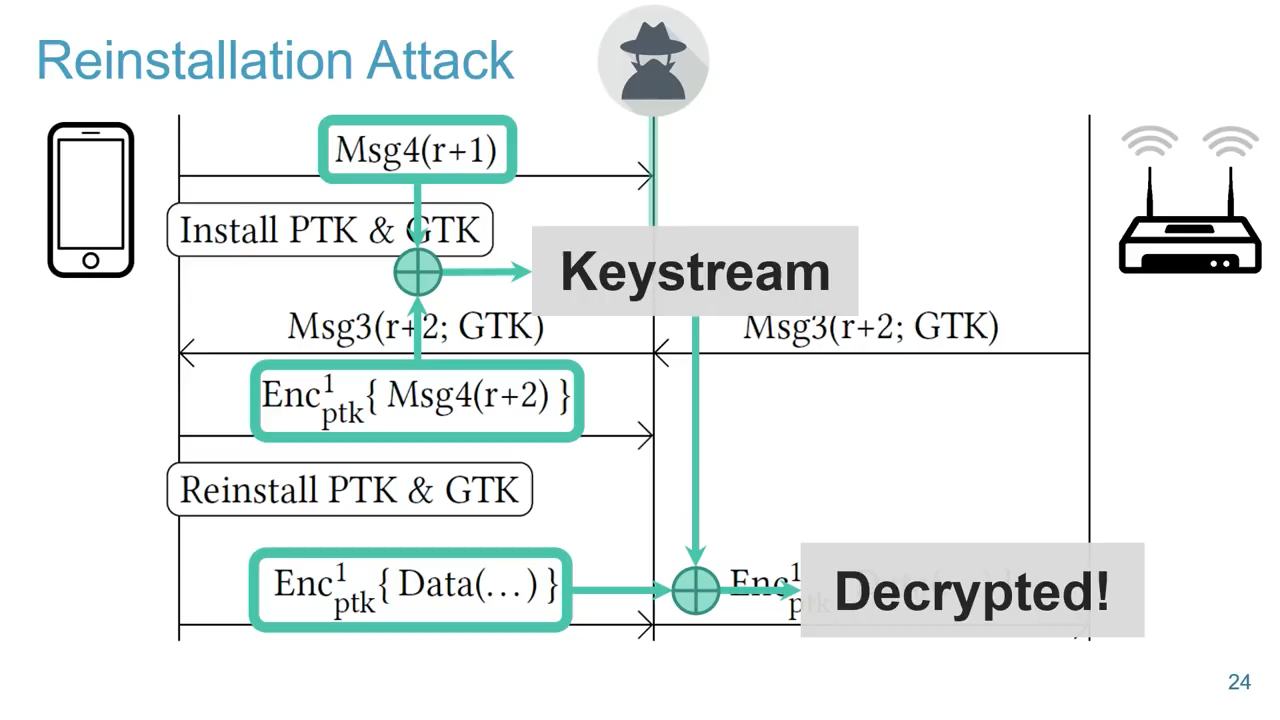 Reinstallation Attack
Msg4(r+1)
Install PTK & GTK
Keystream
Msg3(r+2; GTK)
Msg3(r+2; GTK)
Enc¹ptk{ Msg4(r+2) }
Reinstall PTK & GTK
Enc¹ptk{ Data(…) }
Enc¹ptk
Decrypted!
24